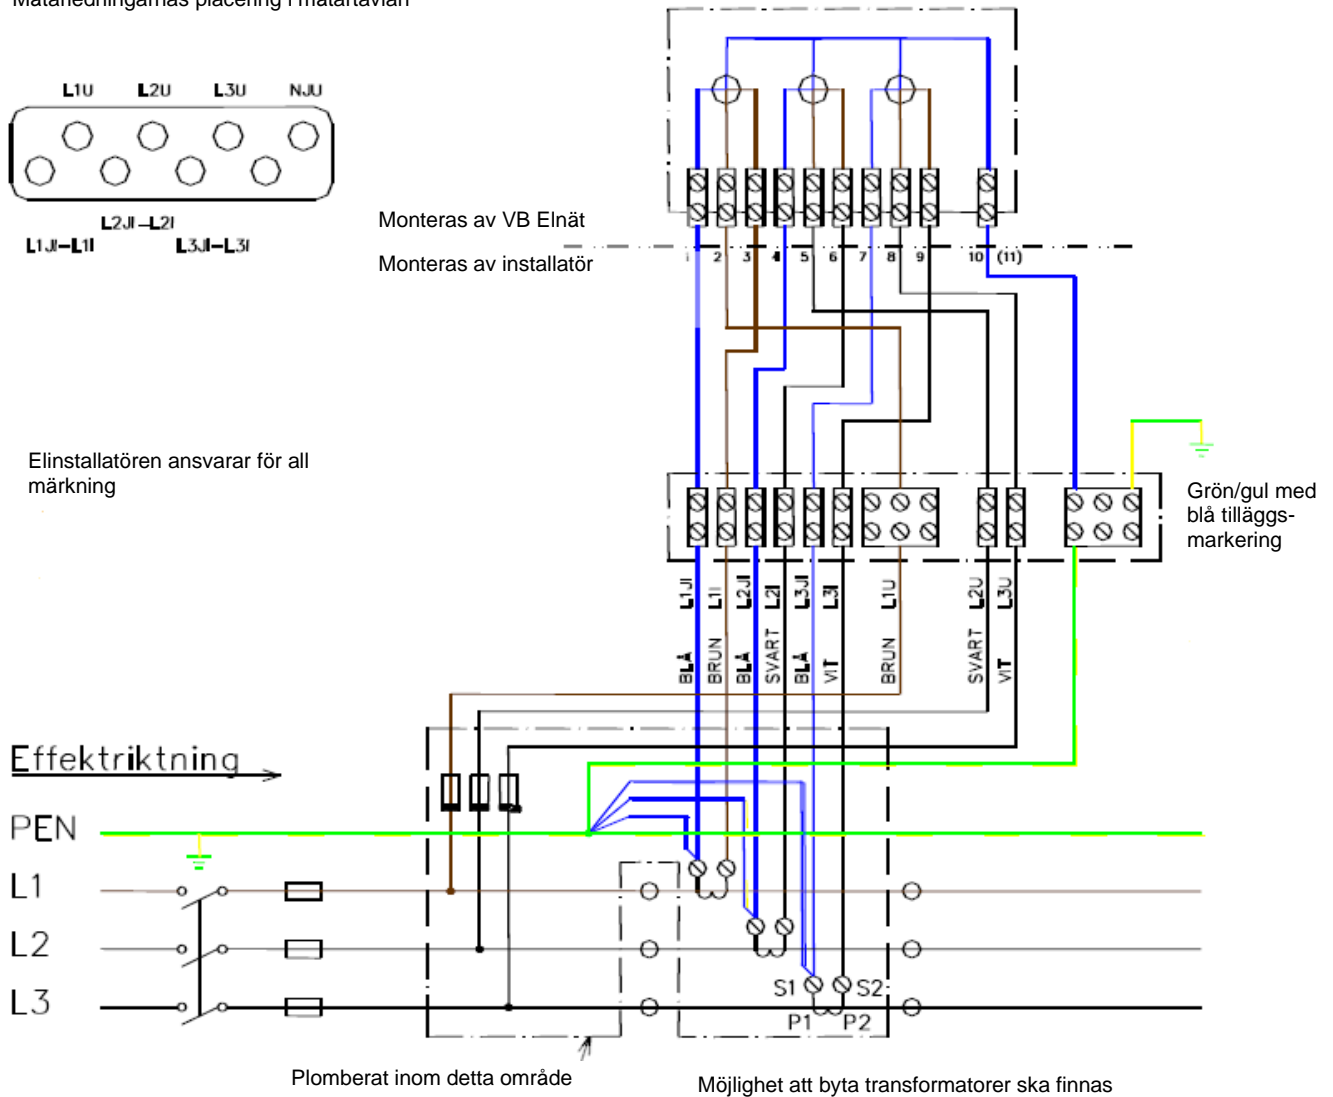 Mätarledningarnas placering i mätartavlan
L1U L2U L3U NJU
L2JI–L2I
L1JI–L1I L3JI–L3I
Monteras av VB Elnät
Monteras av installatör
1 2 3 4 5 6 7 8 9 10 (11)
Elinstallatören ansvarar för all
märkning
Grön/gul med
blå tilläggs-
markering
L1JI L1I L2JI L2I L3JI L3I L1U L2U L3U
BLÅ BRUN BLÅ SVART BLÅ VIT BRUN SVART VIT
Effektriktning
PEN
L1
L2
L3
S1 S2
P1 P2
Plomberat inom detta område
Möjlighet att byta transformatorer ska finnas